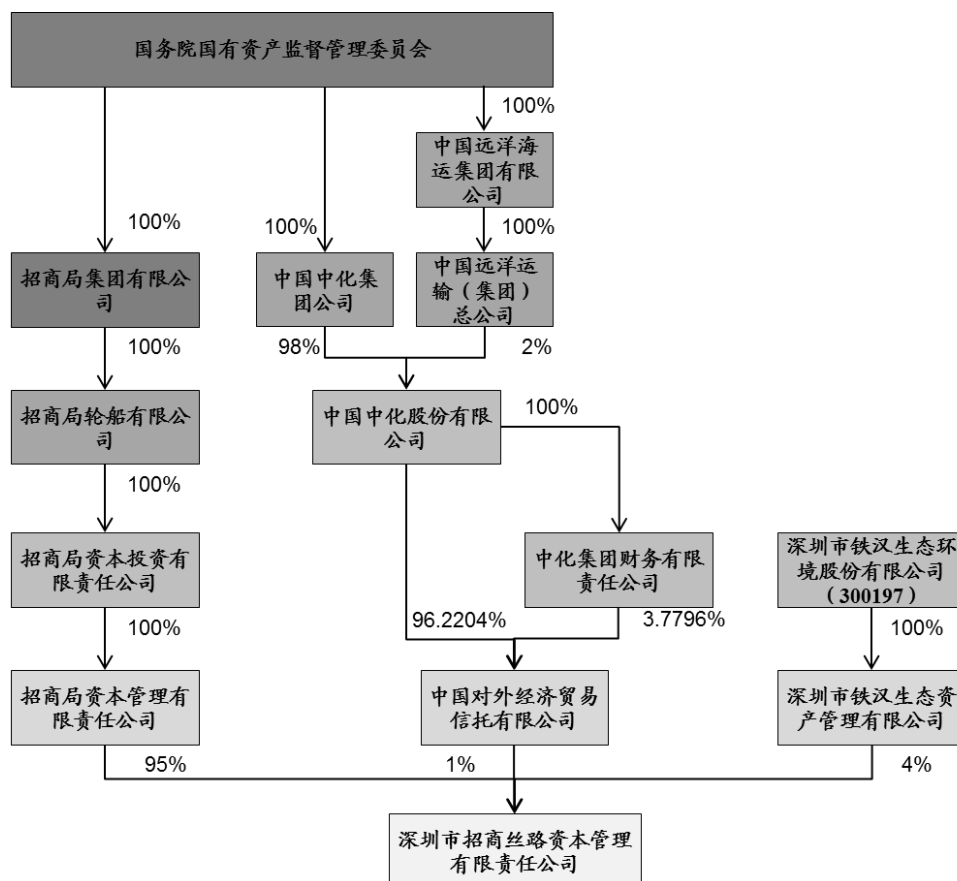 国务院国有资产监督管理委员会
100%
中国远洋海
运集团有限
公司
100%
100%
100%
招商局集团有限公
司
中国中化集
团公司
中国远洋运
输（集团）
总公司
100%
98%
2%
招商局轮船有限公
司
中国中化股份有限
公司
100%
100%
招商局资本投资有
限责任公司
中化集团财务有限
责任公司
深圳市铁汉生态环
境股份有限公司
（300197）
100%
96.2204%
3.7796%
100%
招商局资本管理有
限责任公司
中国对外经济贸易
信托有限公司
深圳市铁汉生态资
产管理有限公司
95%
1%
4%
深圳市招商丝路资本管理
有限责任公司